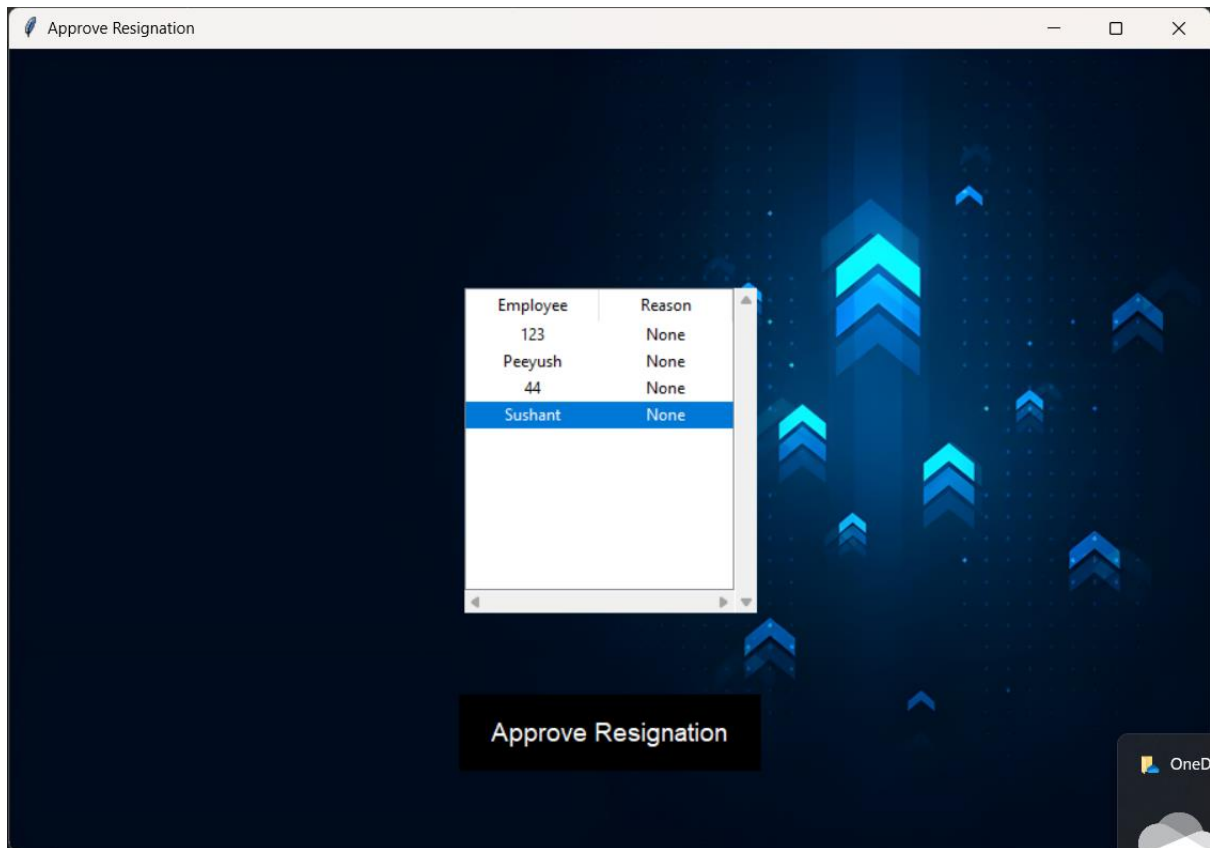 Approve Resignation
Employee Reason
123 None
Peeyush None
44 None
Sushant None
Approve Resignation
OneD